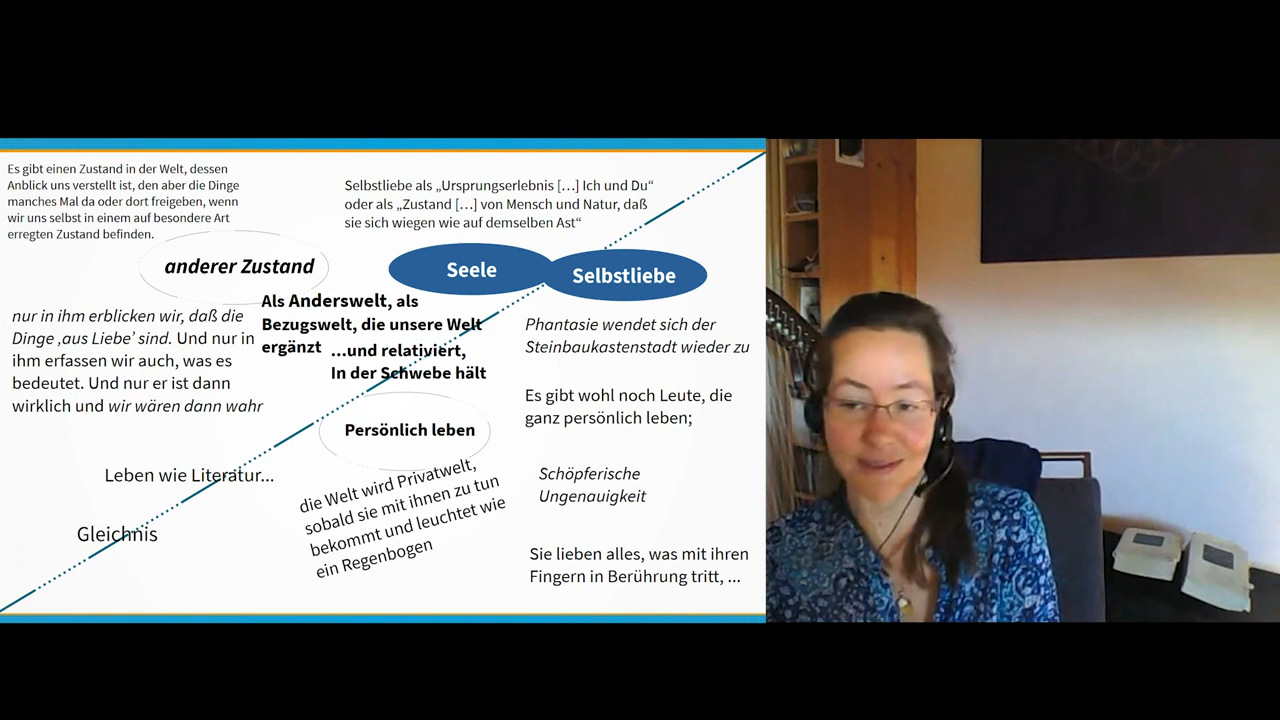 Es gibt einen Zustand in der Welt, dessen
Anblick uns verstellt ist, den aber die Dinge
manches Mal da oder dort freigeben, wenn
wir uns selbst in einem auf besondere Art
erregten Zustand befinden.
Selbstliebe als „Ursprungserlebnis […] Ich und Du“
oder als „Zustand […] von Mensch und Natur, daß
sie sich wiegen wie auf demselben Ast“
anderer Zustand
Seele
Selbstliebe
Als Anderswelt, als
Bezugswelt, die unsere Welt
ergänzt
...und relativiert,
In der Schwebe hält
nur in ihm erblicken wir, daß die
Dinge ‚aus Liebe’ sind. Und nur in
ihm erfassen wir auch, was es
bedeutet. Und nur er ist dann
wirklich und wir wären dann wahr
Phantasie wendet sich der
Steinbaukastenstadt wieder zu
Es gibt wohl noch Leute, die
ganz persönlich leben;
Persönlich leben
Leben wie Literatur...
Gleichnis
die Welt wird Privatwelt,
sobald sie mit ihnen zu tun
bekommt und leuchtet wie
ein Regenbogen
Schöpferische
Ungenauigkeit
Sie lieben alles, was mit ihren
Fingern in Berührung tritt, ...